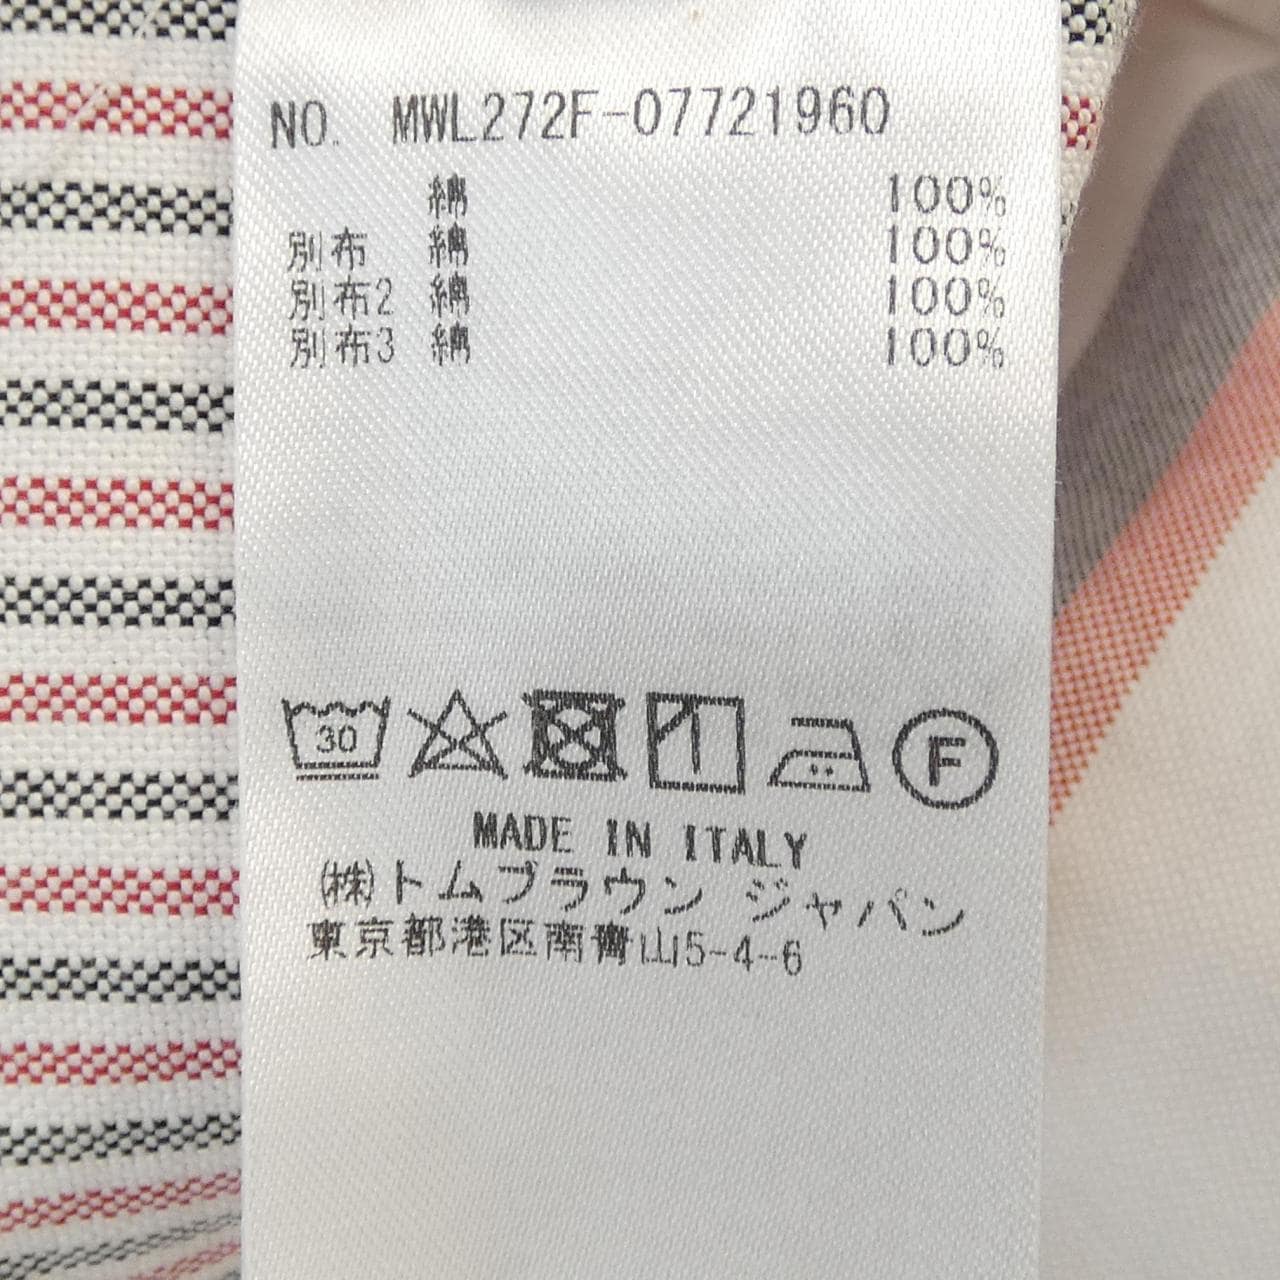 NO. MWL272F-07721960
綿 100%
別布 綿 100%
別布2 綿 100%
別布3 綿 100%
30 F
MADE IN ITALY
(株)トムブラウン ジャパン
東京都港区南青山5-4-6